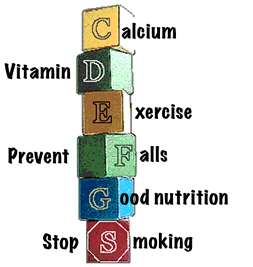 Calcium
Vitamin D
Exercise
Prevent Falls
Good nutrition
Stop Smoking